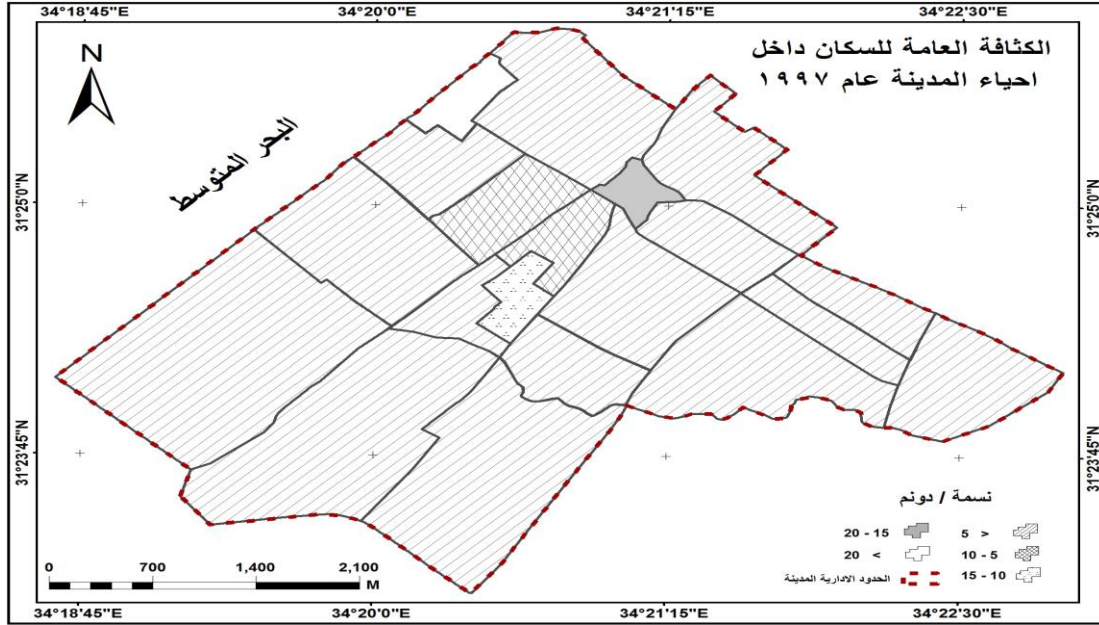 34°18'45"E 34°20'0"E 34°21'15"E 34°22'30"E
الكثافة العامة للسكان داخل
احياء المدينة عام ١٩٩٧
N
البحر المتوسط
31°25'0"N 31°25'0"N
31°23'45"N 31°23'45"N
نسمة / دونم
5 > 20 - 15
10 - 5 20 <
15 - 10 الحدود الادارية المدينة
0 700 1,400 2,100
M
34°18'45"E 34°20'0"E 34°21'15"E 34°22'30"E